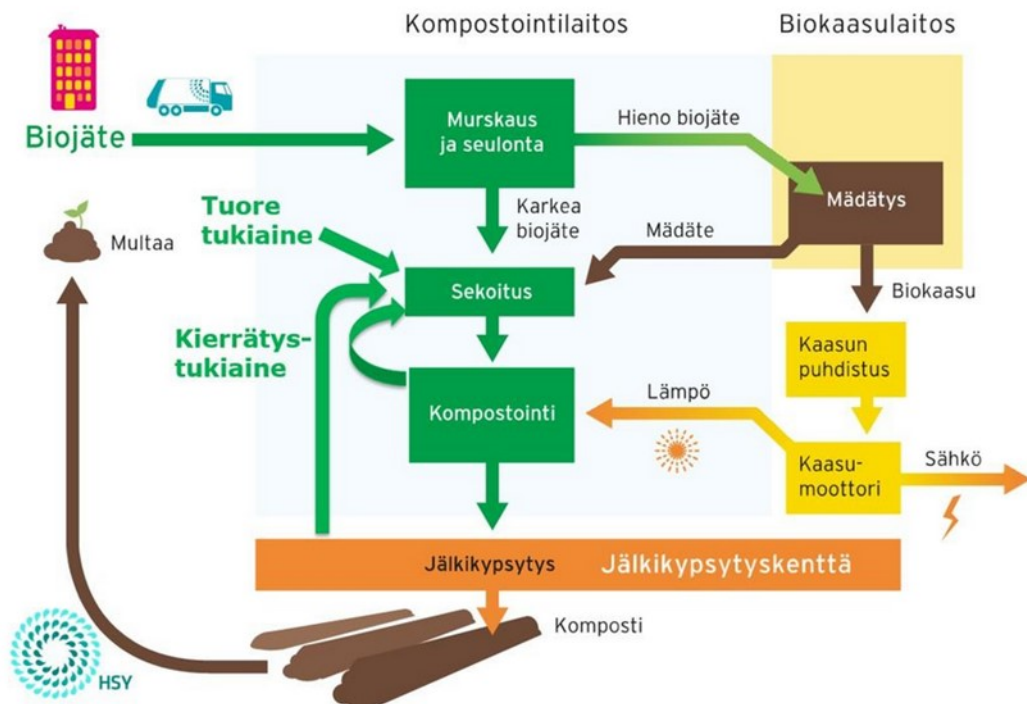 Kompostointilaitos
Biokaasulaitos
Biojäte
Murskaus
ja seulonta
Hieno biojäte
Mädätys
Tuore
tukiaine
Karkea
biojäte
Mädäte
Multaa
Sekoitus
Biokaasu
Kierrätys-
tukiaine
Kaasun
puhdistus
Kompostointi
Lämpö
Kaasu-
moottori
Sähkö
Jälkikypsytys
Jälkikypsytyskenttä
Komposti
HSY